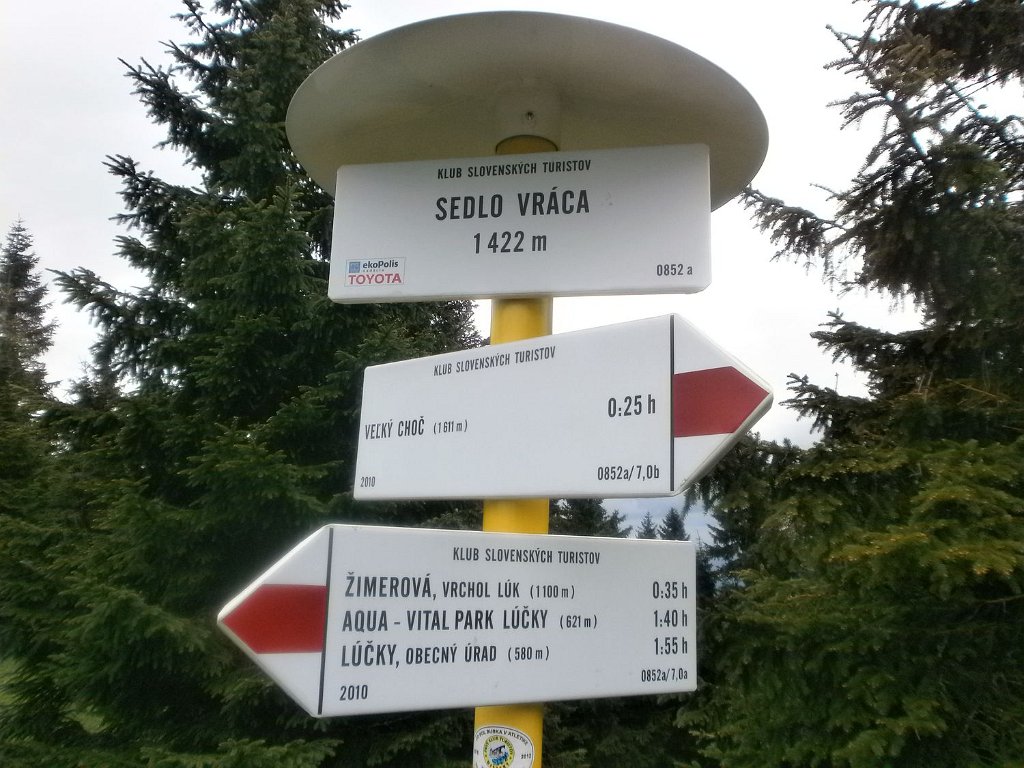 KLUB SLOVENSKÝCH TURISTOV
SEDLO VRÁCA
1 422 m
ekoPolis
TOYOTA
0852 a
KLUB SLOVENSKÝCH TURISTOV
VEĽKÝ CHOČ (1 611 m) 0:25 h
2010 0852a/7,0b
KLUB SLOVENSKÝCH TURISTOV
ŽIMEROVÁ, VRCHOL LÚK (1 100 m) 0:35 h
AQUA - VITAL PARK LÚČKY (621 m) 1:40 h
LÚČKY, OBECNÝ ÚRAD (580 m) 1:55 h
2010 0852a/7,0a